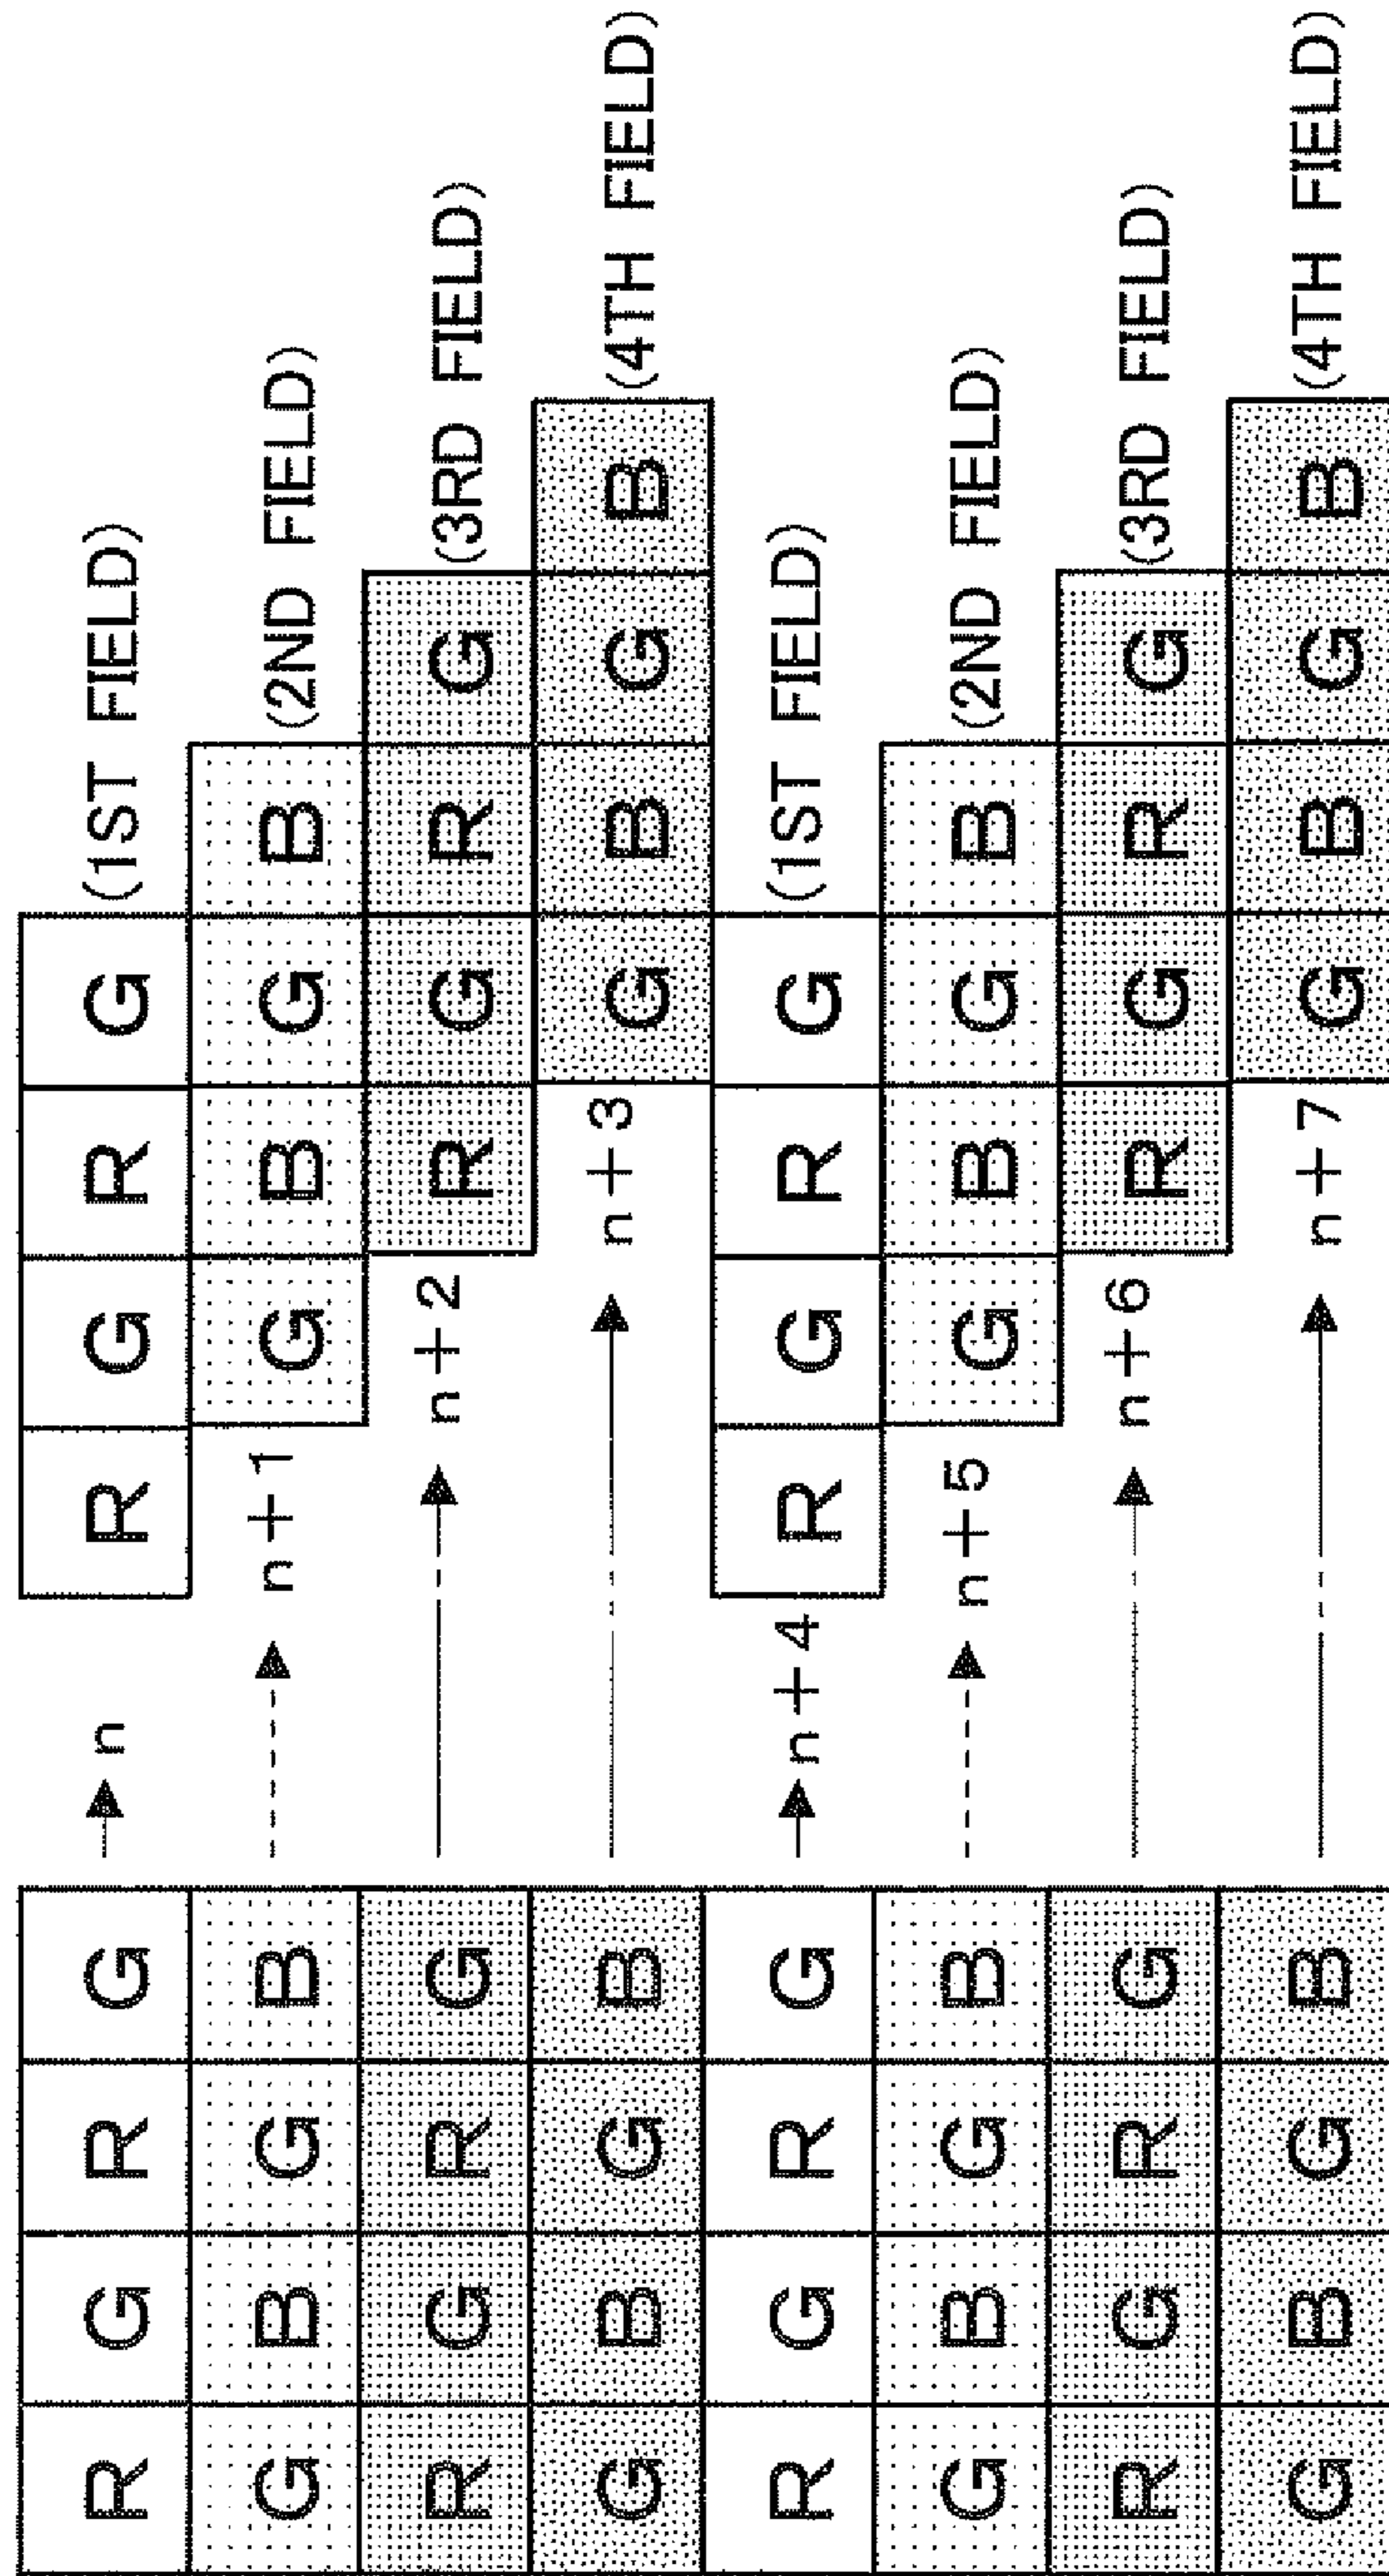 R G R G n R G R G (1ST FIELD)
G B G B n+1 G B G B (2ND FIELD)
R G R G n+2 R G R G (3RD FIELD)
G B G B n+3 G B G B (4TH FIELD)
R G R G n+4 R G R G (1ST FIELD)
G B G B n+5 G B G B (2ND FIELD)
R G R G n+6 R G R G (3RD FIELD)
G B G B n+7 G B G B (4TH FIELD)